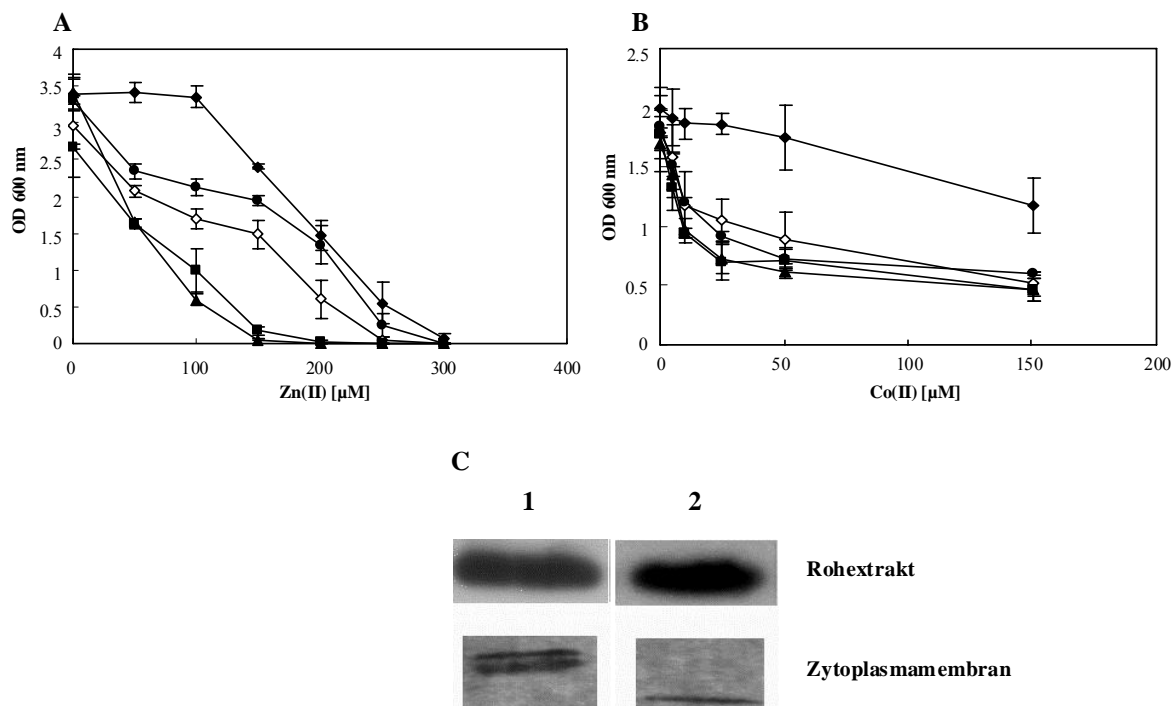 A
4
3.5
3
2.5
2
1.5
1
0.5
0
OD 600 nm
0 100 200 300 400
Zn(II) [µM]
B
2.5
2
1.5
1
0.5
0
OD 600 nm
0 50 100 150 200
Co(II) [µM]
C
1 2
Rohextrakt
Zytoplasmamembran